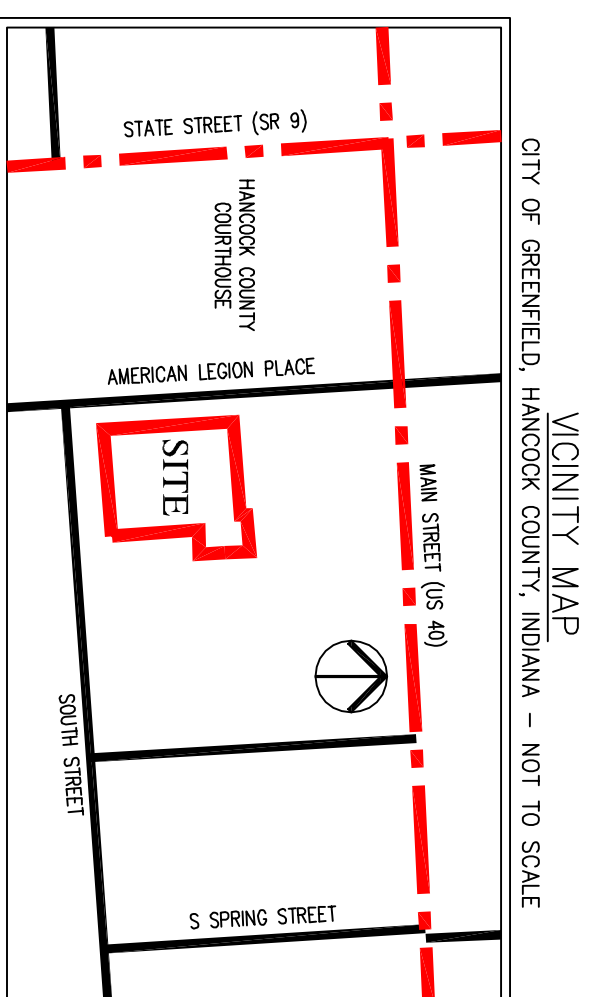 VICINITY MAP
CITY OF GREENFIELD, HANCOCK COUNTY, INDIANA – NOT TO SCALE
STATE STREET (SR 9)
HANCOCK COUNTY
COURTHOUSE
AMERICAN LEGION PLACE
MAIN STREET (US 40)
SITE
SOUTH STREET
S SPRING STREET